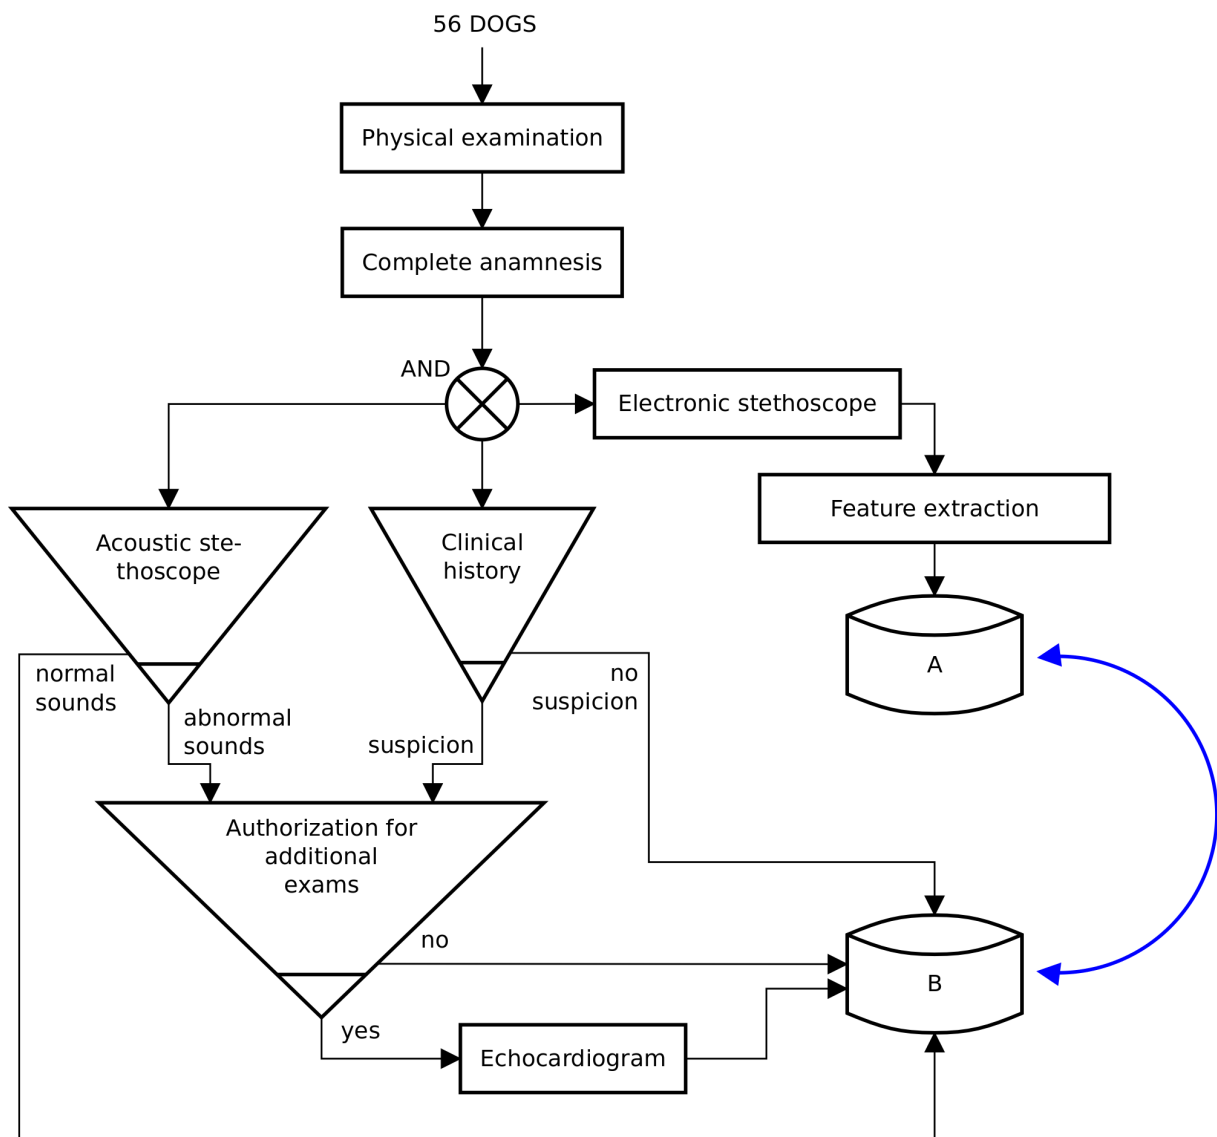 56 DOGS
Physical examination
Complete anamnesis
AND
Electronic stethoscope
Feature extraction
Acoustic ste-
thoscope
Clinical
history
A
normal
sounds
no
suspicion
abnormal
sounds
suspicion
Authorization for
additional
exams
no
B
yes
Echocardiogram